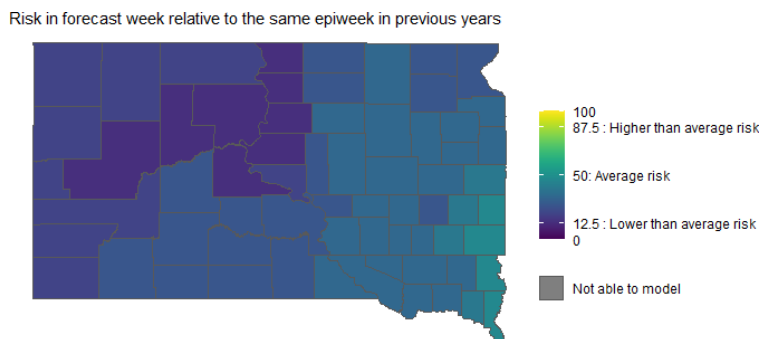 Risk in forecast week relative to the same epiweek in previous years
100
87.5 : Higher than average risk
50: Average risk
12.5 : Lower than average risk
0
Not able to model